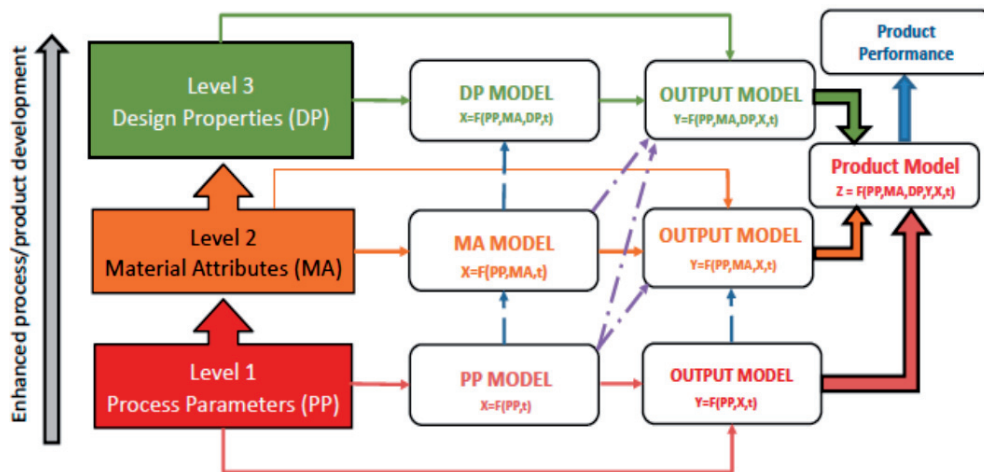 Enhanced process/product development
Level 3
Design Properties (DP)
DP MODEL
X=F(PP,MA,DP,t)
OUTPUT MODEL
Y=F(PP,MA,DP,X,t)
Product
Performance
Product Model
Z = F(PP,MA,DP,Y,X,t)
Level 2
Material Attributes (MA)
MA MODEL
X=F(PP,MA,t)
OUTPUT MODEL
Y=F(PP,MA,X,t)
Level 1
Process Parameters (PP)
PP MODEL
X=F(PP,t)
OUTPUT MODEL
Y=F(PP,X,t)